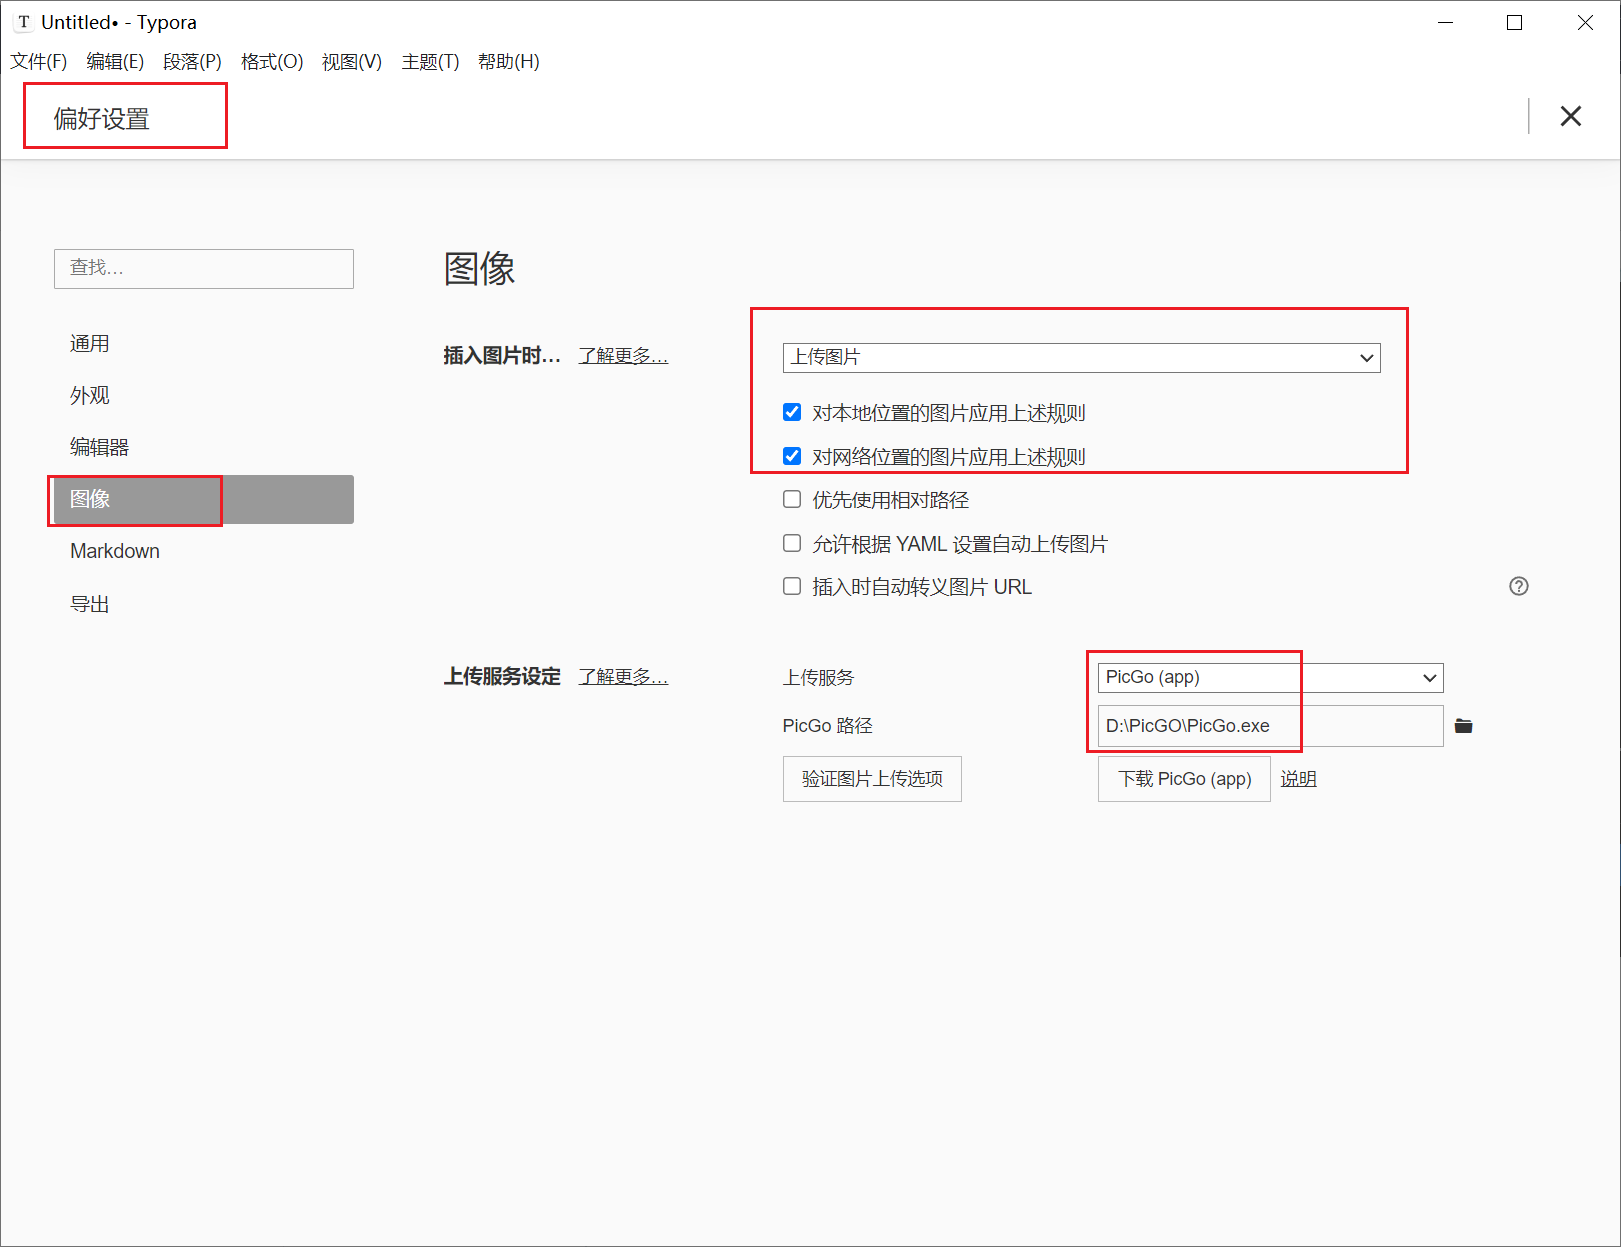 T Untitled• - Typora
文件(F) 编辑(E) 段落(P) 格式(O) 视图(V) 主题(T) 帮助(H)
偏好设置
查找...
通用
外观
编辑器
图像
Markdown
导出
图像
插入图片时... 了解更多...
上传图片
对本地位置的图片应用上述规则
对网络位置的图片应用上述规则
优先使用相对路径
允许根据 YAML 设置自动上传图片
插入时自动转义图片 URL
上传服务设定 了解更多...
上传服务 PicGo (app)
PicGo 路径 D:\PicGO\PicGo.exe
验证图片上传选项 下载 PicGo (app) 说明